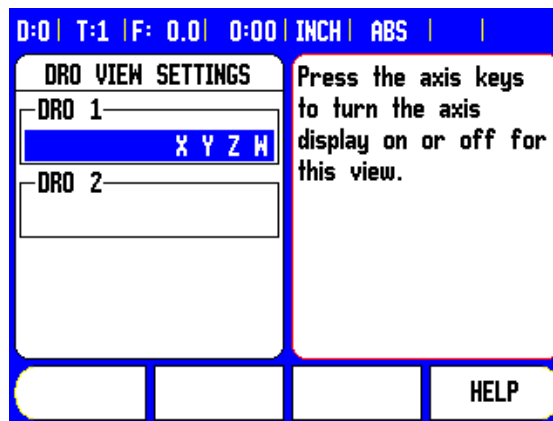 D:0| T:1 |F: 0.0| 0:00| INCH| ABS | |
DRO VIEW SETTINGS
DRO 1
X Y Z W
DRO 2
Press the axis keys
to turn the axis
display on or off for
this view.
HELP